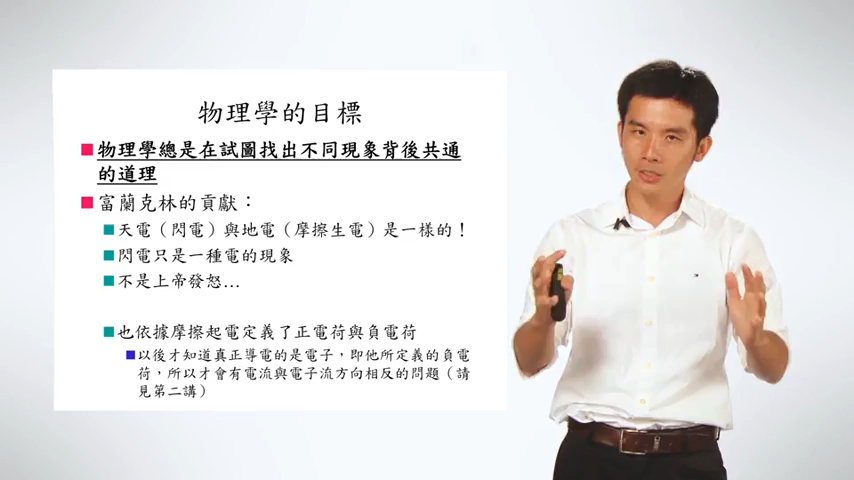 物理學的目標
物理學總是在試圖找出不同現象背後共通
的道理
富蘭克林的貢獻：
天電（閃電）與地電（摩擦生電）是一樣的！
閃電只是一種電的現象
不是上帝發怒...
也依據摩擦起電定義了正電荷與負電荷
以後才知道真正導電的是電子，即他所定義的負電
荷，所以才會有電流與電子流方向相反的問題（請
見第二講）